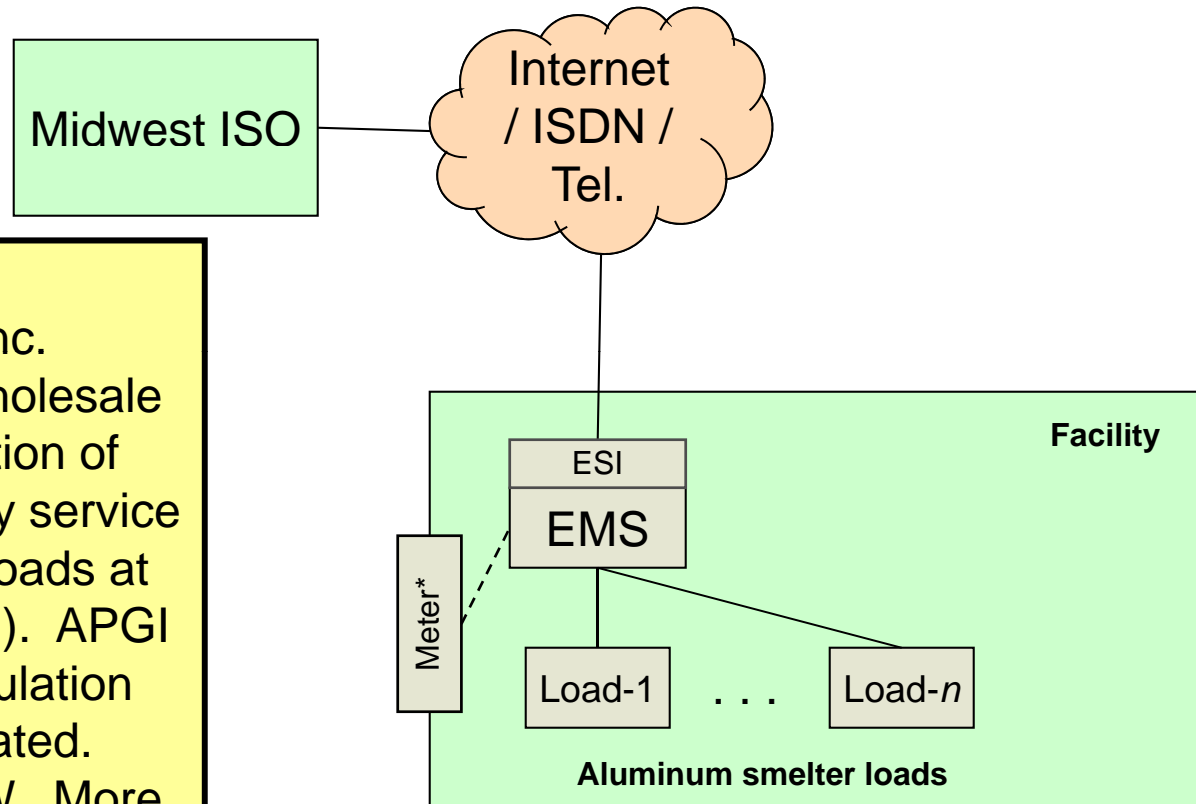 Midwest ISO
Internet
/ ISDN /
Tel.
nc.
holesale
tion of
y service
oads at
). APGI
ulation
ated.
More
Facility
ESI
EMS
Meter*
Load-1 . . . Load-n
Aluminum smelter loads